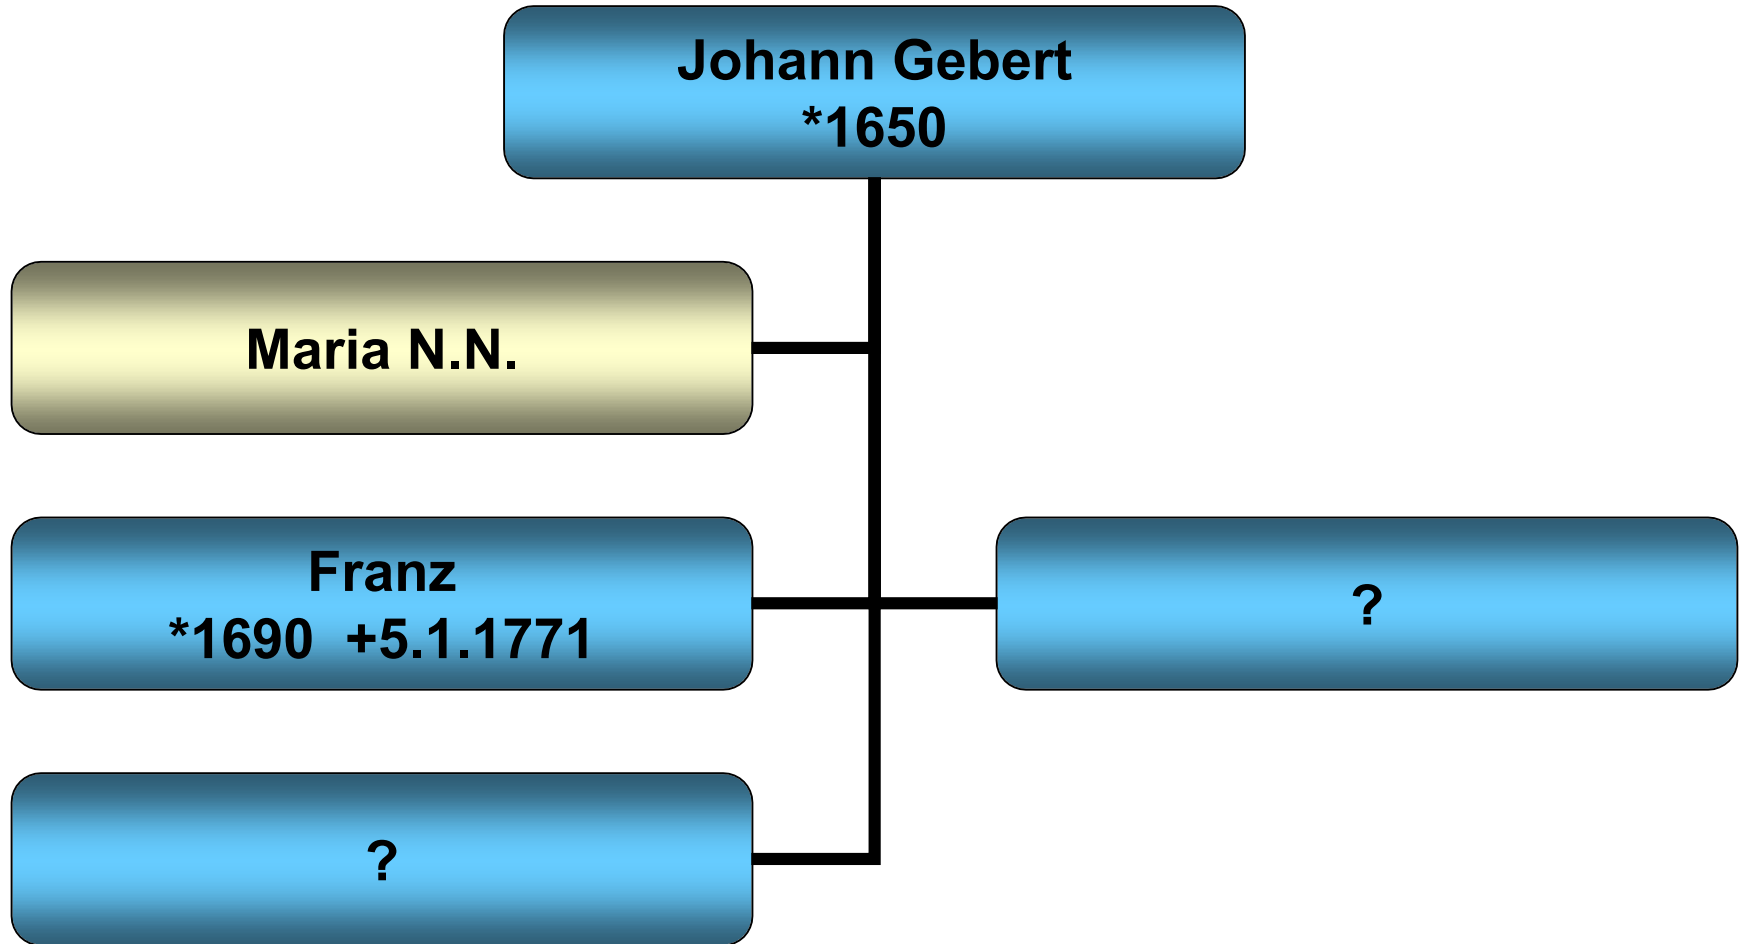 Johann Gebert
*1650
Maria N.N.
Franz
*1690  +5.1.1771
?
?